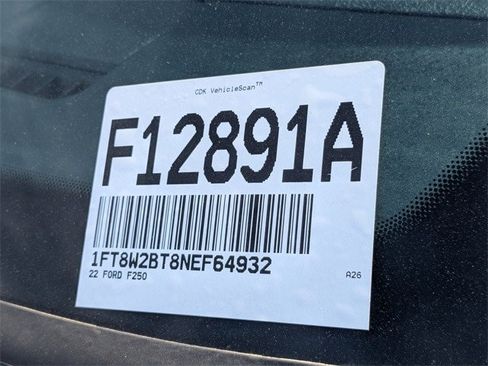 CDK VehicleScan™
F12891A
1FT8W2BT8NEF64932
22 FORD F250
A26